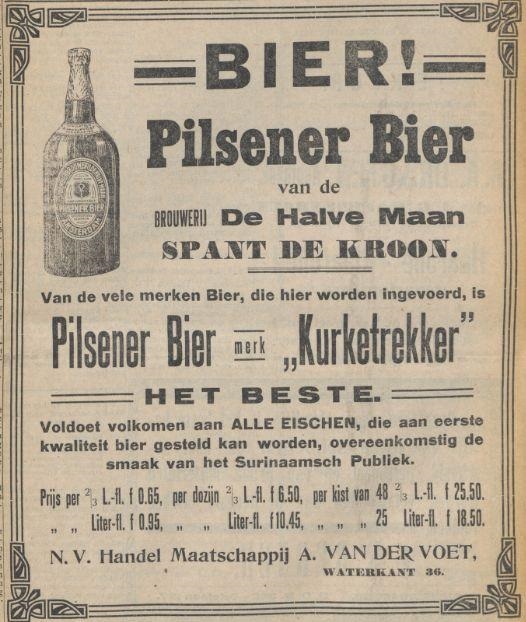 BIER!
Pilsener Bier
van de
BROUWERIJ De Halve Maan
SPANT DE KROON.
Van de vele merken Bier, die hier worden ingevoerd, is
Pilsener Bier merk „Kurketrekker”
HET BESTE.
Voldoet volkomen aan ALLE EISCHEN, die aan eerste
kwaliteit bier gesteld kan worden, overeenkomstig de
smaak van het Surinaamsch Publiek.
Prijs per 2/3 L.-fl. f 0.65, per dozijn 2/3 L. f 6.50, per kist van 48 2/3 L.-fl. f 25.50.
„ „ Liter-fl. f 0.95, „ „ Liter-fl. f10.45, „ „ „ 25 Liter-fl. f 18.50.
N. V. Handel Maatschappij A. VAN DER VOET,
WATERKANT 36.
PILSENER BIER